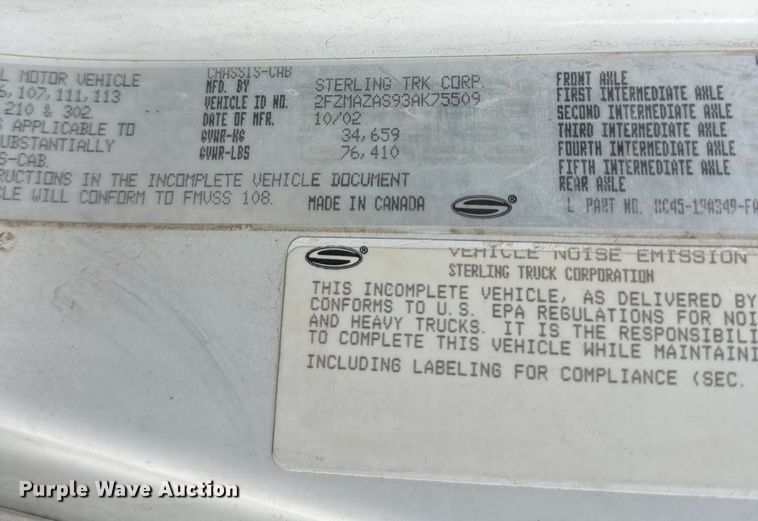 L MOTOR VEHICLE
6, 107, 111, 113
210 & 302
S APPLICABLE TO
UBSTANTIALLY
S-CAB.
CHASSIS-CAB
MFD. BY STERLING TRK CORP
VEHICLE ID NO. 2FZMAZAS93AK75509
DATE OF MFR. 10/02
GVWR-KG 34,659
GVWR-LBS 76,410
RUCTIONS IN THE INCOMPLETE VEHICLE DOCUMENT
CLE WILL CONFORM TO FMVSS 108.
MADE IN CANADA
S®
FRONT AXLE
FIRST INTERMEDIATE AXLE
SECOND INTERMEDIATE AXLE
THIRD INTERMEDIATE AXLE
FOURTH INTERMEDIATE AXLE
FIFTH INTERMEDIATE AXLE
REAR AXLE
L PART NO.
S®
VEHICLE NOISE EMISSION
STERLING TRUCK CORPORATION
THIS INCOMPLETE VEHICLE, AS DELIVERED BY
CONFORMS TO U.S. EPA REGULATIONS FOR NOI
AND HEAVY TRUCKS. IT IS THE RESPONSIBILI
TO COMPLETE THIS VEHICLE WHILE MAINTAINI
INCLUDING LABELING FOR COMPLIANCE (SEC.
Purple Wave Auction